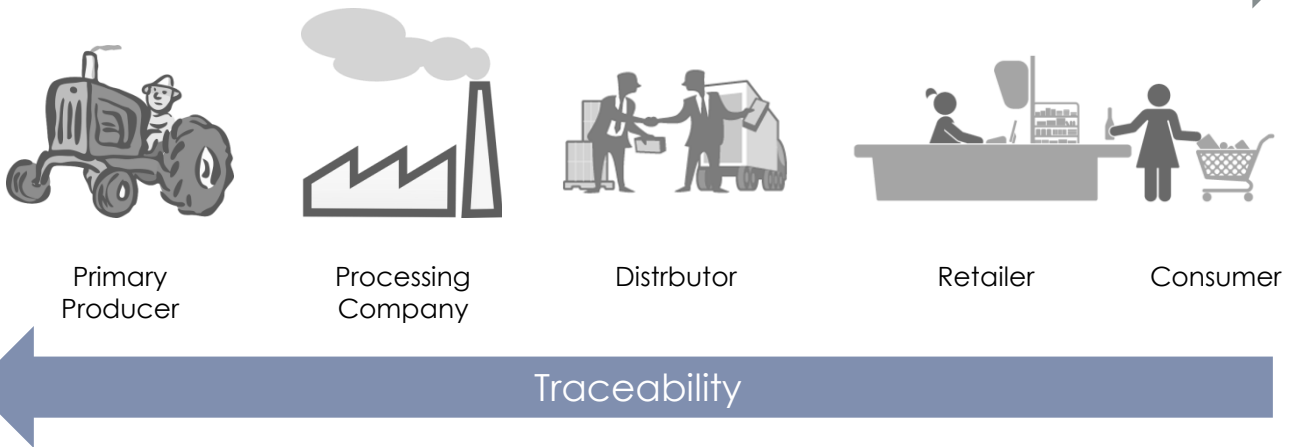 Primary
Producer
Processing
Company
Distrbutor
Retailer
Consumer
Traceability